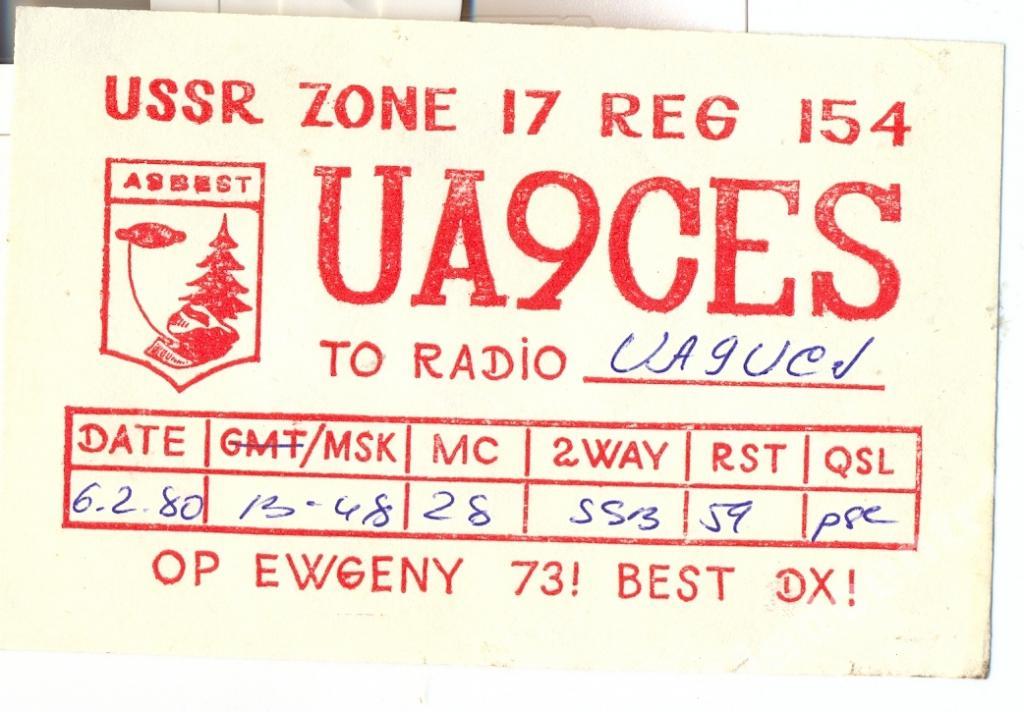 USSR ZONE 17 REG 154
ASBEST
UA9CES
TO RADIO UA9UCV
DATE GMT/MSK MC 2WAY RST QSL
6.2.80 13-48 28 SSB 59 pse
OP EWGENY 73! BEST DX!